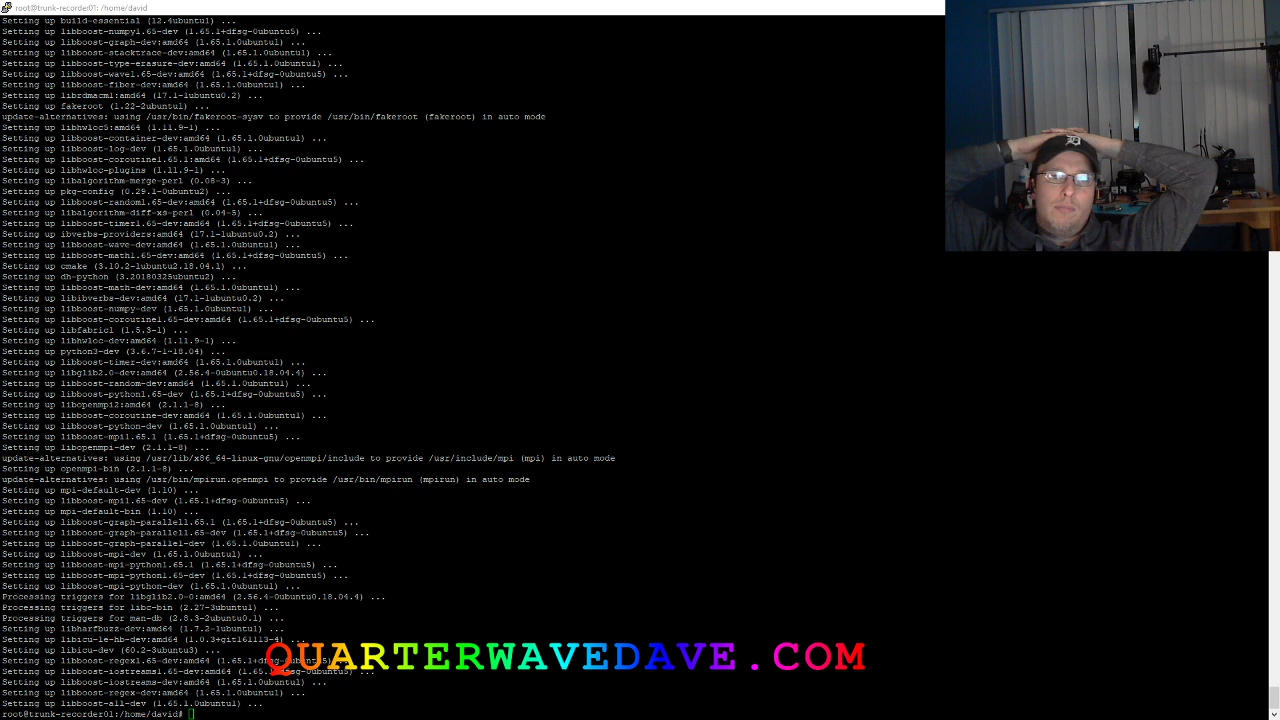 root@trunk-recorder01: /home/david
Setting up build-essential (12.4ubuntu1) ...
Setting up libboost-numpy1.65-dev (1.65.1+dfsg-0ubuntu5) ...
Setting up libboost-graph-dev:amd64 (1.65.1.0ubuntu1) ...
Setting up libboost-stacktrace-dev:amd64 (1.65.1.0ubuntu1) ...
Setting up libboost-type-erasure-dev:amd64 (1.65.1.0ubuntu1) ...
Setting up libboost-wave1.65-dev:amd64 (1.65.1+dfsg-0ubuntu5) ...
Setting up libboost-fiber-dev:amd64 (1.65.1.0ubuntu1) ...
Setting up librdmacm1:amd64 (17.1-1ubuntu0.2) ...
Setting up fakeroot (1.22-2ubuntu1) ...
update-alternatives: using /usr/bin/fakeroot-sysv to provide /usr/bin/fakeroot (fakeroot) in auto mode
Setting up libhwloc5:amd64 (1.11.9-1) ...
Setting up libboost-container-dev:amd64 (1.65.1.0ubuntu1) ...
Setting up libboost-log-dev (1.65.1.0ubuntu1) ...
Setting up libboost-coroutine1.65.1:amd64 (1.65.1+dfsg-0ubuntu5) ...
Setting up libhwloc-plugins (1.11.9-1) ...
Setting up libalgorithm-merge-perl (0.08-3) ...
Setting up pkg-config (0.29.1-0ubuntu2) ...
Setting up libboost-random1.65-dev:amd64 (1.65.1+dfsg-0ubuntu5) ...
Setting up libalgorithm-diff-xs-perl (0.04-5) ...
Setting up libboost-timer1.65-dev:amd64 (1.65.1+dfsg-0ubuntu5) ...
Setting up ibverbs-providers:amd64 (17.1-1ubuntu0.2) ...
Setting up libboost-wave-dev:amd64 (1.65.1.0ubuntu1) ...
Setting up libboost-math1.65-dev:amd64 (1.65.1+dfsg-0ubuntu5) ...
Setting up cmake (3.10.2-1ubuntu2.18.04.1) ...
Setting up dh-python (3.20180325ubuntu2) ...
Setting up libboost-math-dev:amd64 (1.65.1.0ubuntu1) ...
Setting up libibverbs-dev:amd64 (17.1-1ubuntu0.2) ...
Setting up libboost-numpy-dev (1.65.1.0ubuntu1) ...
Setting up libboost-coroutine1.65-dev:amd64 (1.65.1+dfsg-0ubuntu5) ...
Setting up libfabric1 (1.5.3-1) ...
Setting up libhwloc-dev:amd64 (1.11.9-1) ...
Setting up python3-dev (3.6.7-1~18.04) ...
Setting up libboost-timer-dev:amd64 (1.65.1.0ubuntu1) ...
Setting up libglib2.0-dev:amd64 (2.56.4-0ubuntu0.18.04.4) ...
Setting up libboost-random-dev:amd64 (1.65.1.0ubuntu1) ...
Setting up libboost-python1.65-dev (1.65.1+dfsg-0ubuntu5) ...
Setting up libopenmpi2:amd64 (2.1.1-8) ...
Setting up libboost-coroutine-dev:amd64 (1.65.1.0ubuntu1) ...
Setting up libboost-python-dev (1.65.1.0ubuntu1) ...
Setting up libboost-mpi1.65.1 (1.65.1+dfsg-0ubuntu5) ...
Setting up libopenmpi-dev (2.1.1-8) ...
update-alternatives: using /usr/lib/x86_64-linux-gnu/openmpi/include to provide /usr/include/mpi (mpi) in auto mode
Setting up openmpi-bin (2.1.1-8) ...
update-alternatives: using /usr/bin/mpirun.openmpi to provide /usr/bin/mpirun (mpirun) in auto mode
Setting up mpi-default-dev (1.10) ...
Setting up libboost-mpi1.65-dev (1.65.1+dfsg-0ubuntu5) ...
Setting up mpi-default-bin (1.10) ...
Setting up libboost-graph-parallel1.65.1 (1.65.1+dfsg-0ubuntu5) ...
Setting up libboost-graph-parallel1.65-dev (1.65.1+dfsg-0ubuntu5) ...
Setting up libboost-graph-parallel-dev (1.65.1.0ubuntu1) ...
Setting up libboost-mpi-dev (1.65.1.0ubuntu1) ...
Setting up libboost-mpi-python1.65.1 (1.65.1+dfsg-0ubuntu5) ...
Setting up libboost-mpi-python1.65-dev (1.65.1+dfsg-0ubuntu5) ...
Setting up libboost-mpi-python-dev (1.65.1.0ubuntu1) ...
Processing triggers for libglib2.0-0:amd64 (2.56.4-0ubuntu0.18.04.4) ...
Processing triggers for libc-bin (2.27-3ubuntu1) ...
Processing triggers for man-db (2.8.3-2ubuntu0.1) ...
Setting up libharfbuzz-dev:amd64 (1.7.2-1ubuntu1) ...
Setting up libicu-le-hb-dev:amd64 (1.0.3+git161113-4) ...
Setting up libicu-dev (60.2-3ubuntu3) ...
QUARTERWAVEDAVE.COM
Setting up libboost-regex1.65-dev:amd64 (1.65.1+dfsg-0ubuntu5) ...
Setting up libboost-iostreams1.65-dev:amd64 (1.65.1+dfsg-0ubuntu5) ...
Setting up libboost-iostreams-dev:amd64 (1.65.1.0ubuntu1) ...
Setting up libboost-regex-dev:amd64 (1.65.1.0ubuntu1) ...
Setting up libboost-all-dev (1.65.1.0ubuntu1) ...
root@trunk-recorder01:/home/david#